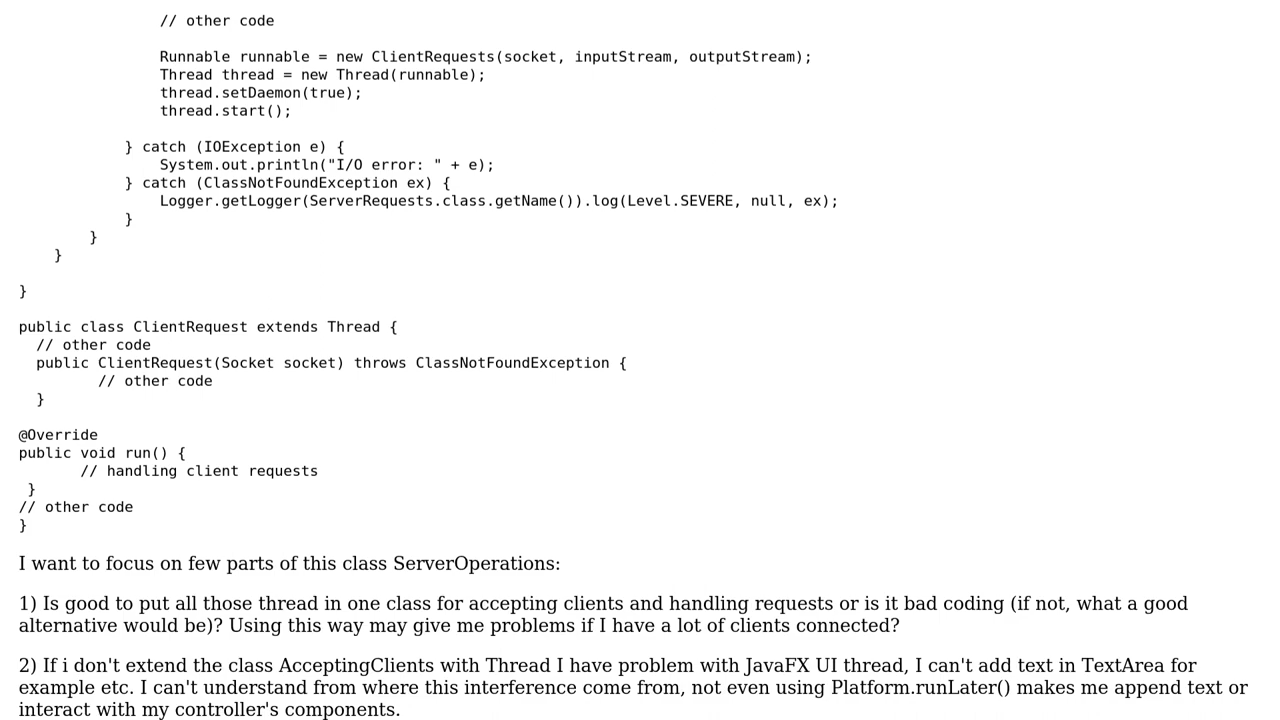 // other code
Runnable runnable = new ClientRequests(socket, inputStream, outputStream);
Thread thread = new Thread(runnable);
thread.setDaemon(true);
thread.start();
} catch (IOException e) {
System.out.println("I/O error: " + e);
} catch (ClassNotFoundException ex) {
Logger.getLogger(ServerRequests.class.getName()).log(Level.SEVERE, null, ex);
}
}
}
}
public class ClientRequest extends Thread {
// other code
public ClientRequest(Socket socket) throws ClassNotFoundException {
// other code
}
@Override
public void run() {
// handling client requests
}
// other code
}
I want to focus on few parts of this class ServerOperations:
1) Is good to put all those thread in one class for accepting clients and handling requests or is it bad coding (if not, what a good
alternative would be)? Using this way may give me problems if I have a lot of clients connected?
2) If i don't extend the class AcceptingClients with Thread I have problem with JavaFX UI thread, I can't add text in TextArea for
example etc. I can't understand from where this interference come from, not even using Platform.runLater() makes me append text or
interact with my controller's components.